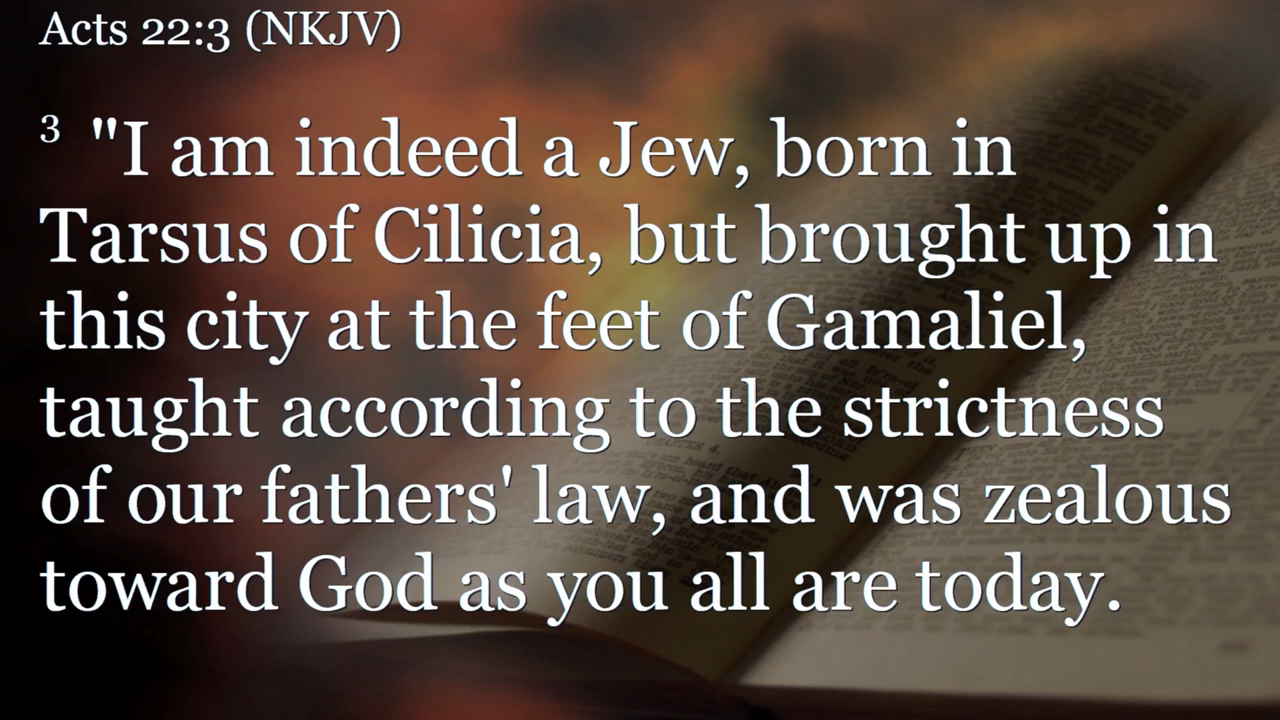 Acts 22:3 (NKJV)
3 "I am indeed a Jew, born in
Tarsus of Cilicia, but brought up in
this city at the feet of Gamaliel,
taught according to the strictness
of our fathers' law, and was zealous
toward God as you all are today.